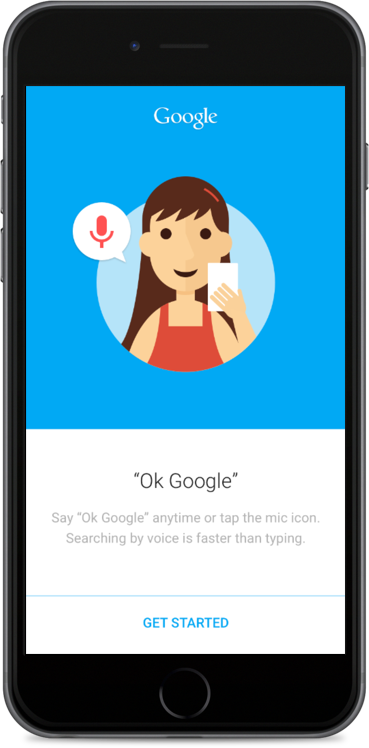 Google
“Ok Google”
Say “Ok Google” anytime or tap the mic icon.
Searching by voice is faster than typing.
GET STARTED